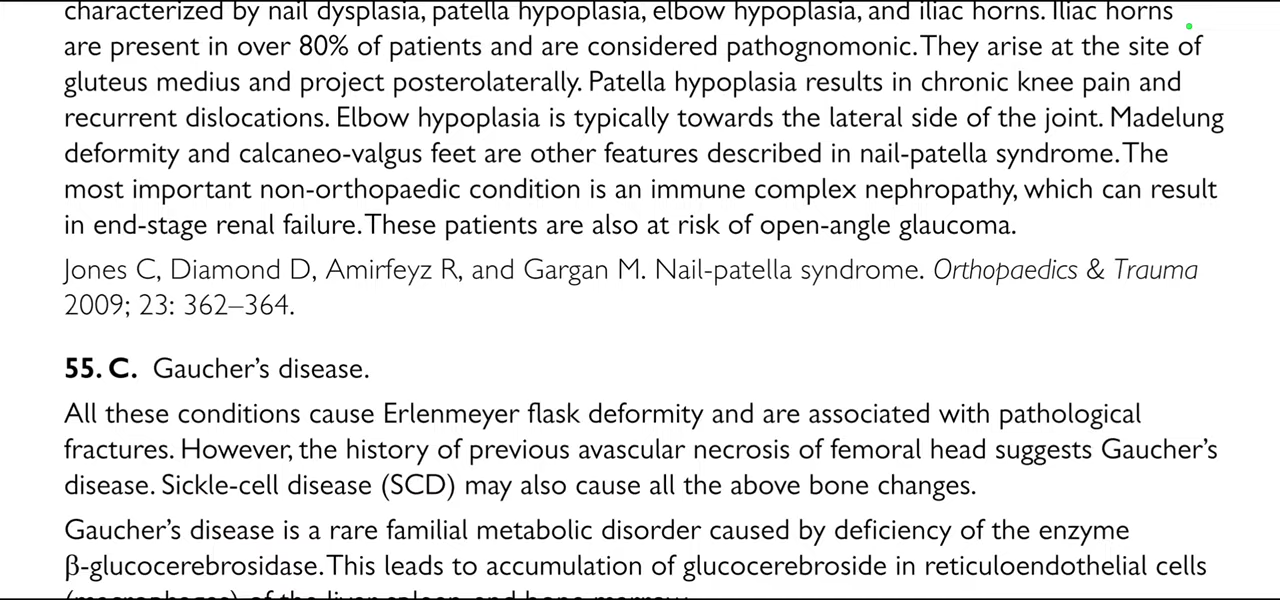 characterized by nail dysplasia, patella hypoplasia, elbow hypoplasia, and iliac horns. Iliac horns
are present in over 80% of patients and are considered pathognomonic. They arise at the site of
gluteus medius and project posterolaterally. Patella hypoplasia results in chronic knee pain and
recurrent dislocations. Elbow hypoplasia is typically towards the lateral side of the joint. Madelung
deformity and calcaneo-valgus feet are other features described in nail-patella syndrome. The
most important non-orthopaedic condition is an immune complex nephropathy, which can result
in end-stage renal failure. These patients are also at risk of open-angle glaucoma.
Jones C, Diamond D, Amirfeyz R, and Gargan M. Nail-patella syndrome. Orthopaedics & Trauma
2009; 23: 362–364.
55. C. Gaucher’s disease.
All these conditions cause Erlenmeyer flask deformity and are associated with pathological
fractures. However, the history of previous avascular necrosis of femoral head suggests Gaucher’s
disease. Sickle-cell disease (SCD) may also cause all the above bone changes.
Gaucher’s disease is a rare familial metabolic disorder caused by deficiency of the enzyme
β-glucocerebrosidase. This leads to accumulation of glucocerebroside in reticuloendothelial cells
(macrophages) of the liver, spleen, and bone marrow.